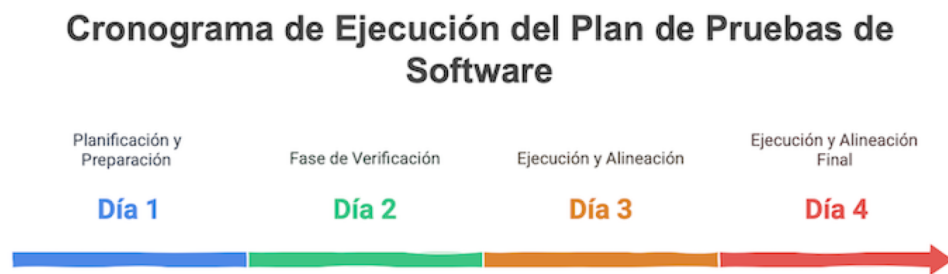 Cronograma de Ejecución del Plan de Pruebas de
Software
Planificación y
Preparación
Día 1
Fase de Verificación
Día 2
Ejecución y Alineación
Día 3
Ejecución y Alineación
Final
Día 4